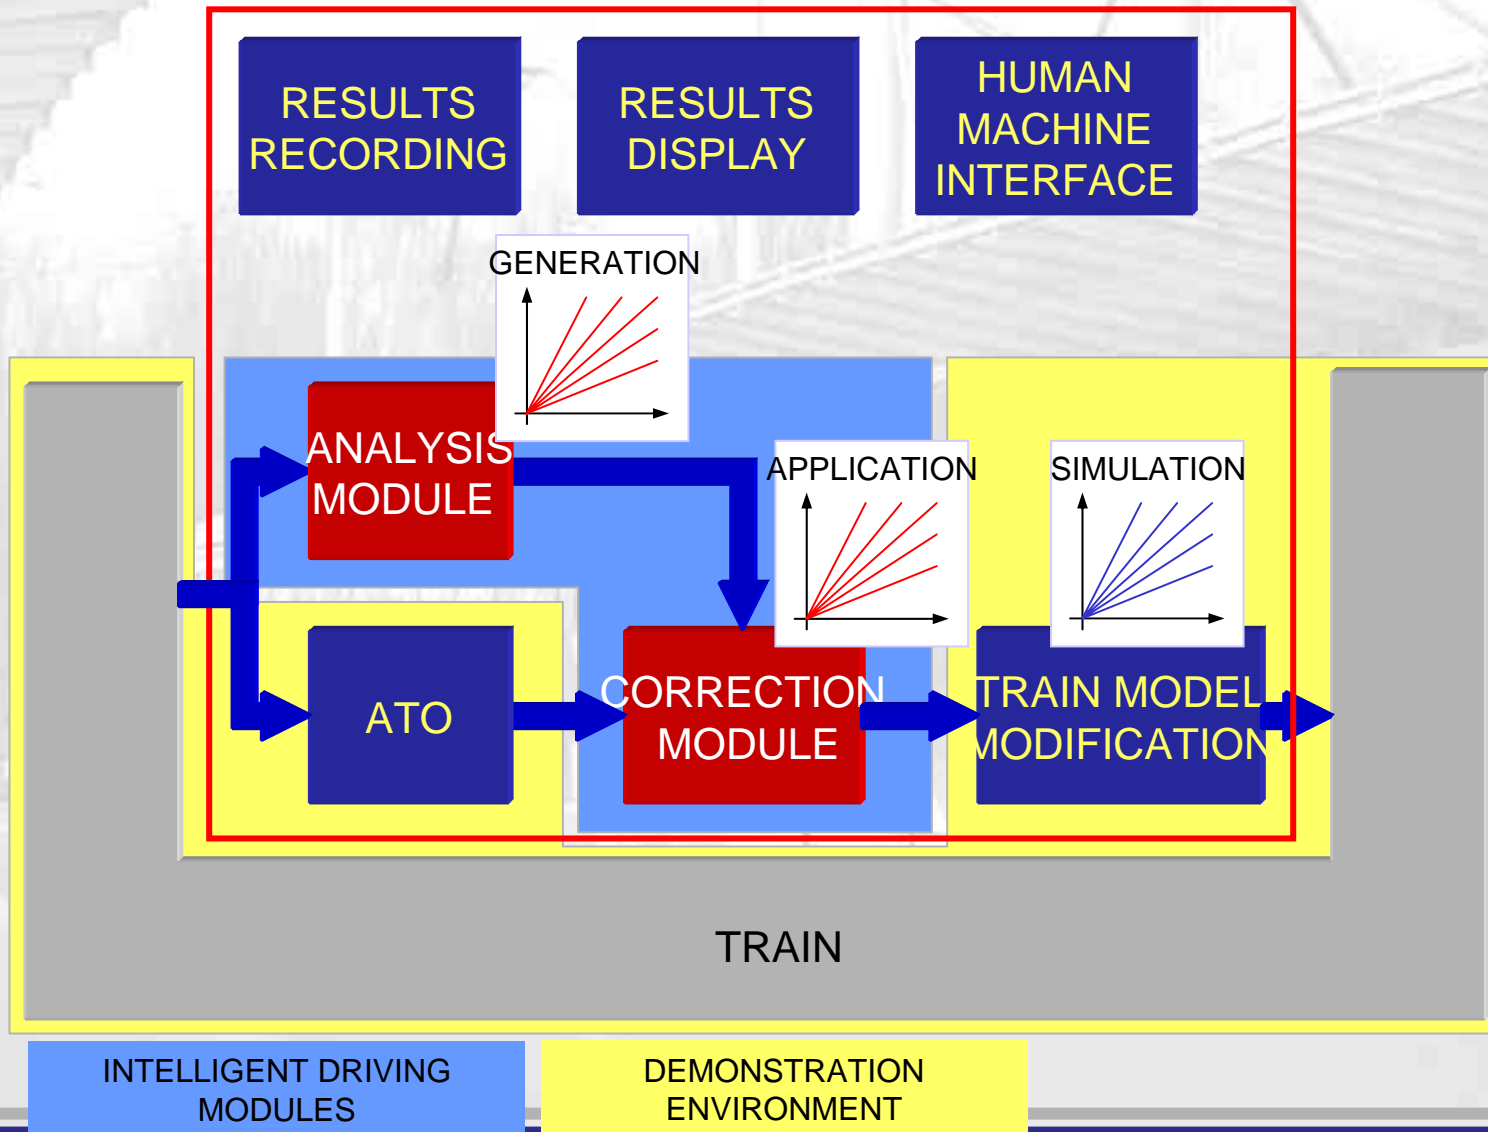 RESULTS
RECORDING
RESULTS
DISPLAY
HUMAN
MACHINE
INTERFACE
GENERATION
ANALYSIS
MODULE
APPLICATION
SIMULATION
ATO
CORRECTION
MODULE
TRAIN MODEL
MODIFICATION
TRAIN
INTELLIGENT DRIVING
MODULES
DEMONSTRATION
ENVIRONMENT